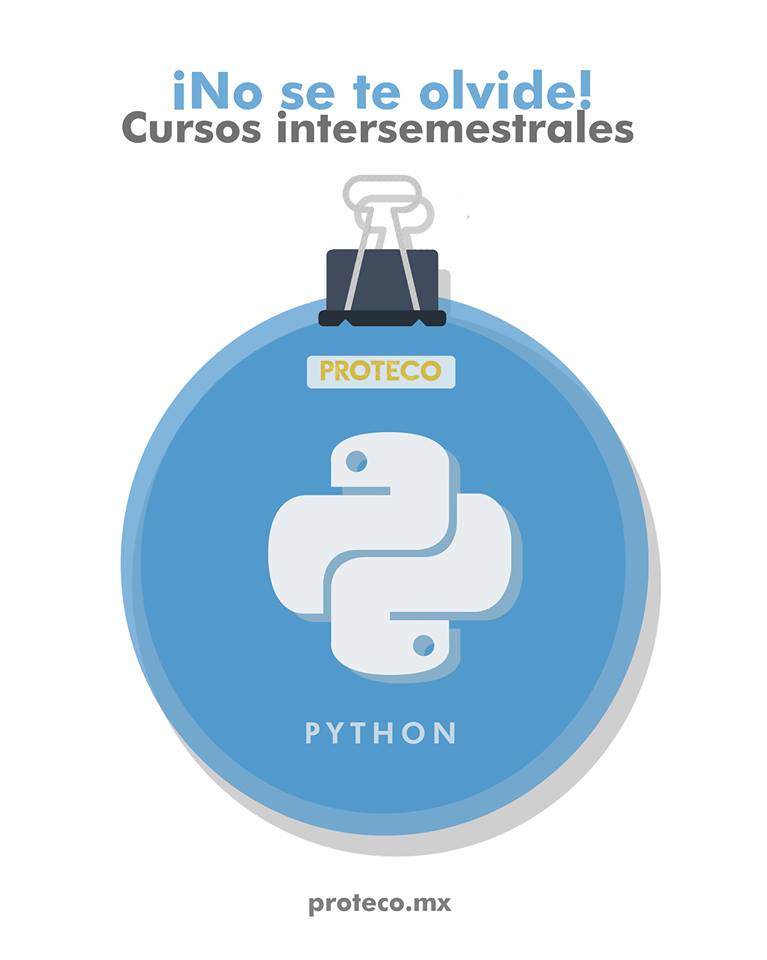 ¡No se te olvide!
Cursos intersemestrales
PROTECO
PYTHON
proteco.mx